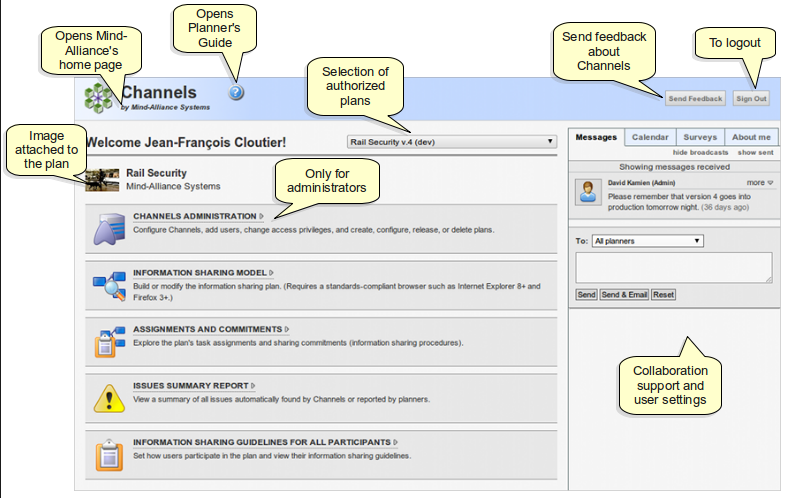 Opens Mind-
Alliance's
home page
Opens
Planner's
Guide
Selection of
authorized
plans
Send feedback
about
Channels
To logout
Channels
by Mind-Alliance Systems
?
Send Feedback
Sign Out
Image
attached to
the plan
Welcome Jean-François Cloutier!
Rail Security v.4 (dev)
Rail Security
Mind-Alliance Systems
Only for
administrators
CHANNELS ADMINISTRATION
Configure Channels, add users, change access privileges, and create, configure, release, or delete plans.
INFORMATION SHARING MODEL
Build or modify the information sharing plan. (Requires a standards-compliant browser such as Internet Explorer 8+ and
Firefox 3+.)
ASSIGNMENTS AND COMMITMENTS
Explore the plan's task assignments and sharing commitments (information sharing procedures).
ISSUES SUMMARY REPORT
View a summary of all issues automatically found by Channels or reported by planners.
INFORMATION SHARING GUIDELINES FOR ALL PARTICIPANTS
Set how users participate in the plan and view their information sharing guidelines.
Messages Calendar Surveys About me
hide broadcasts show sent
Showing messages received
David Kamien (Admin) more
Please remember that version 4 goes into
production tomorrow night. (36 days ago)
To: All planners
Send Send & Email Reset
Collaboration
support and
user settings